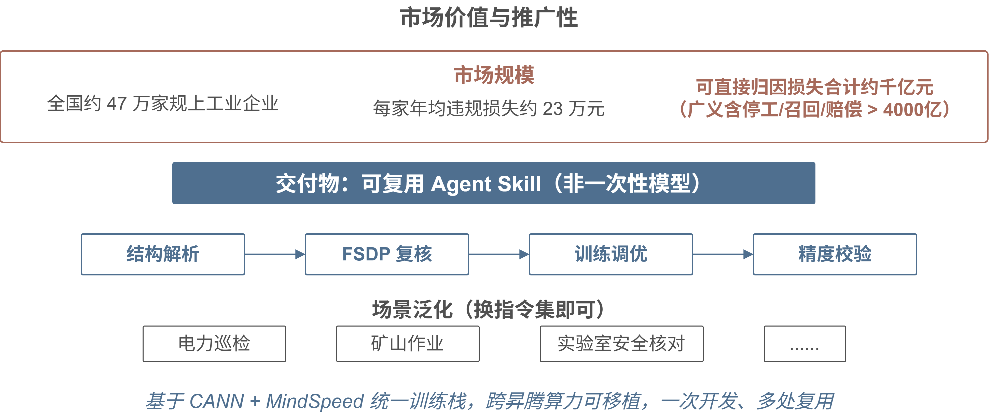 市场价值与推广性
市场规模
全国约 47 万家规上工业企业
每家年均违规损失约 23 万元
可直接归因损失合计约千亿元
（广义含停工/召回/赔偿 > 4000亿）
交付物：可复用 Agent Skill（非一次性模型）
结构解析
FSDP 复核
训练调优
精度校验
场景泛化（换指令集即可）
电力巡检
矿山作业
实验室安全核对
......
基于 CANN + MindSpeed 统一训练栈，跨昇腾算力可移植，一次开发、多处复用